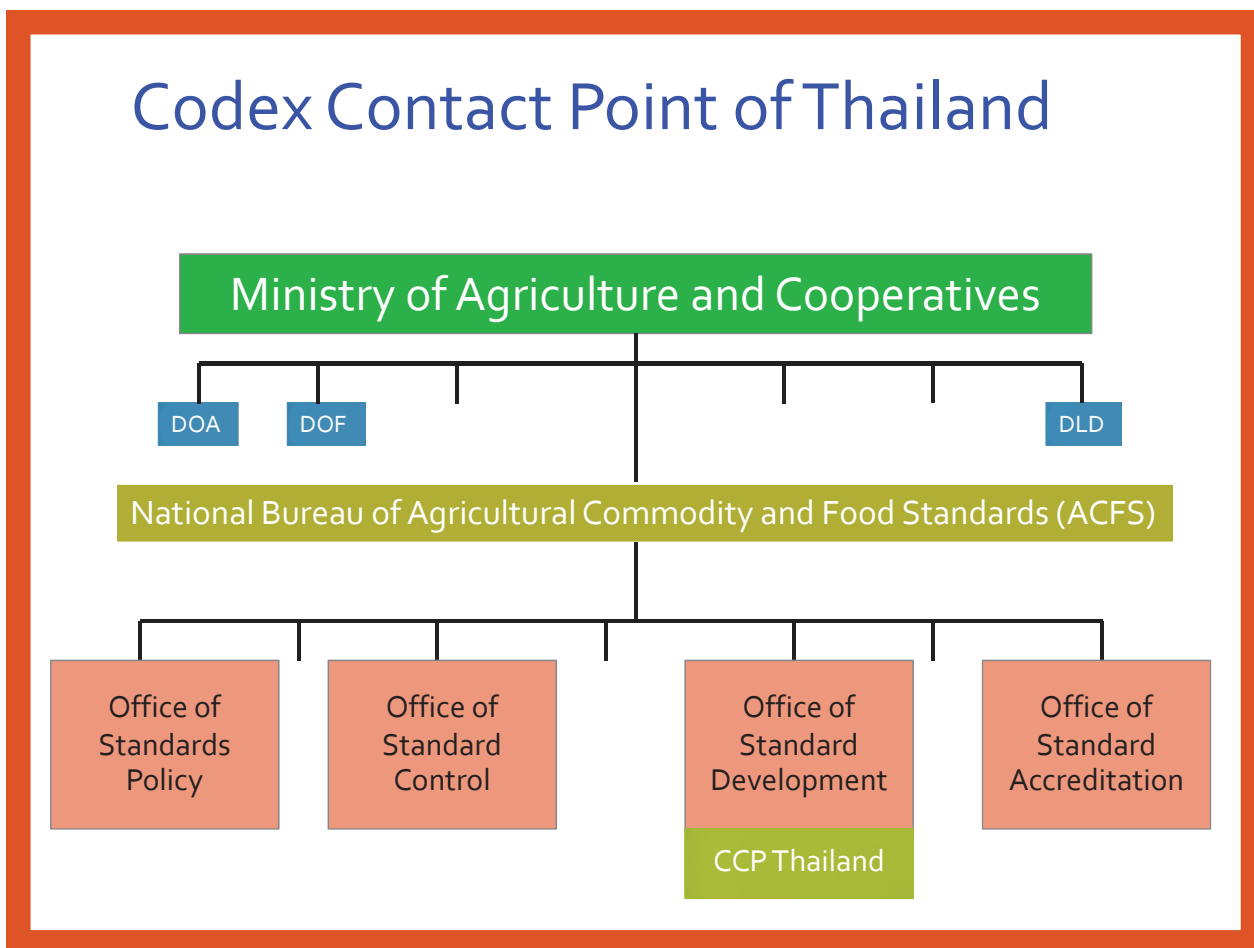 Codex Contact Point of Thailand
Ministry of Agriculture and Cooperatives
DOA
DOF
DLD
National Bureau of Agricultural Commodity and Food Standards (ACFS)
Office of
Standards
Policy
Office of
Standard
Control
Office of
Standard
Development
Office of
Standard
Accreditation
CCP Thailand